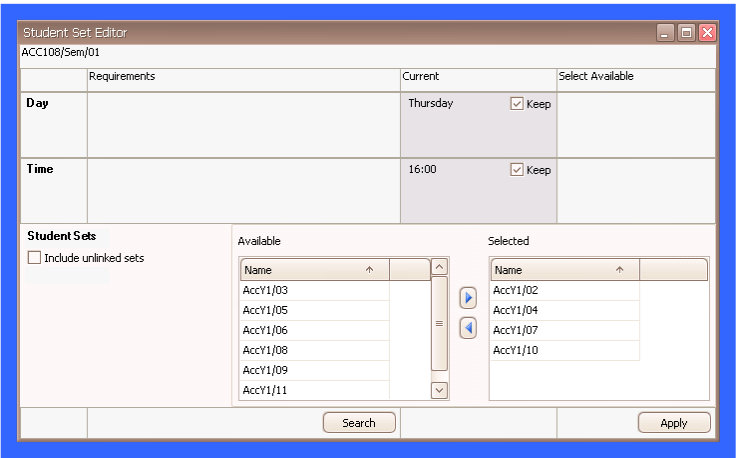 Student Set Editor
ACC108/Sem/01
Requirements Current Select Available
Day Thursday Keep
Time 16:00 Keep
Student Sets
Include unlinked sets
Available Selected
Name Name
AccY1/03 AccY1/02
AccY1/05 AccY1/04
AccY1/06 AccY1/07
AccY1/08 AccY1/10
AccY1/09
AccY1/11
Search Apply